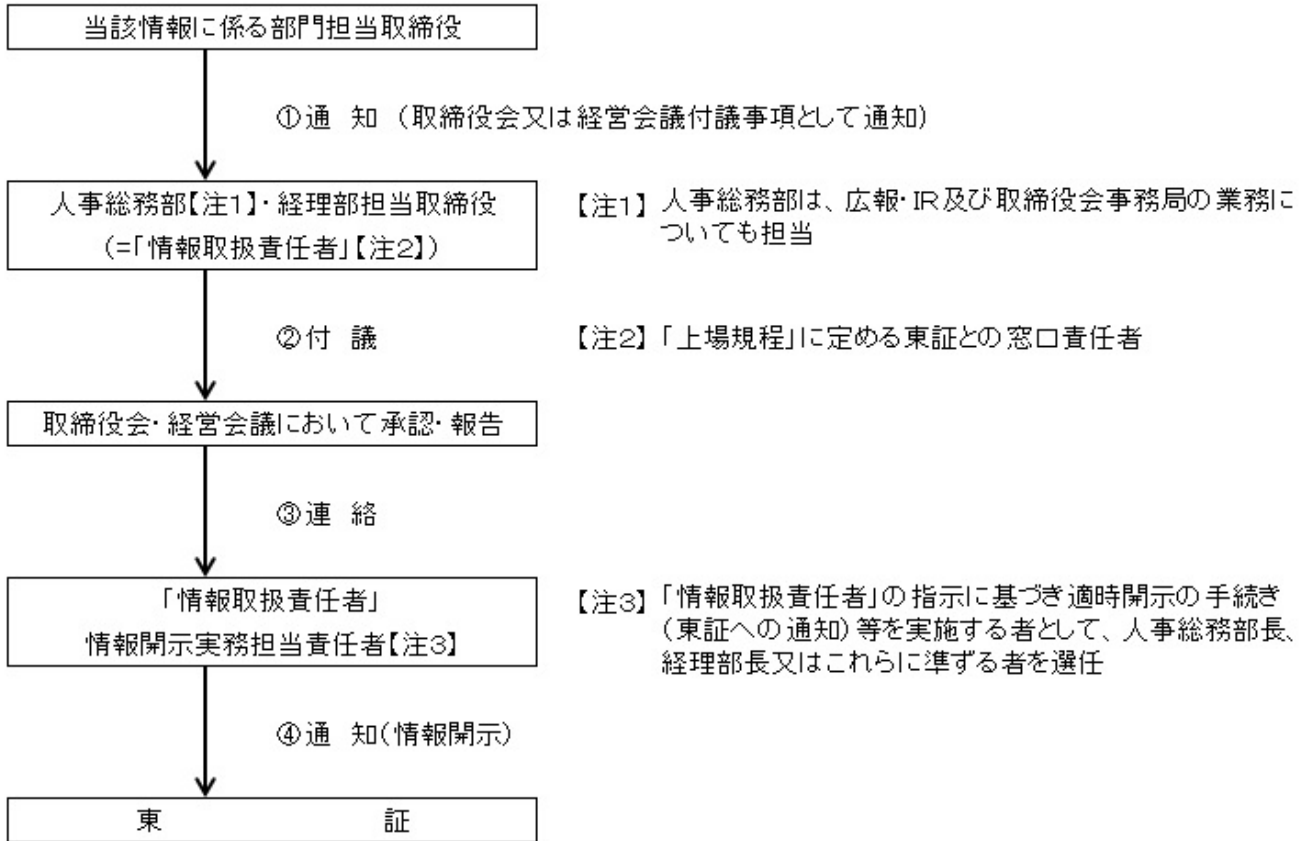 当該情報に係る部門担当取締役
①通 知 (取締役会又は経営会議付議事項として通知)
人事総務部【注1】・経理部担当取締役
(=「情報取扱責任者」【注2】)
【注1】 人事総務部は、広報・IR及び取締役会事務局の業務に
ついても担当
②付 議
【注2】 「上場規程」に定める東証との窓口責任者
取締役会・経営会議において承認・報告
③連 絡
「情報取扱責任者」
情報開示実務担当責任者【注3】
【注3】 「情報取扱責任者」の指示に基づき適時開示の手続き
(東証への通知)等を実施する者として、人事総務部長、
経理部長又はこれらに準ずる者を選任
④通 知(情報開示)
東 証